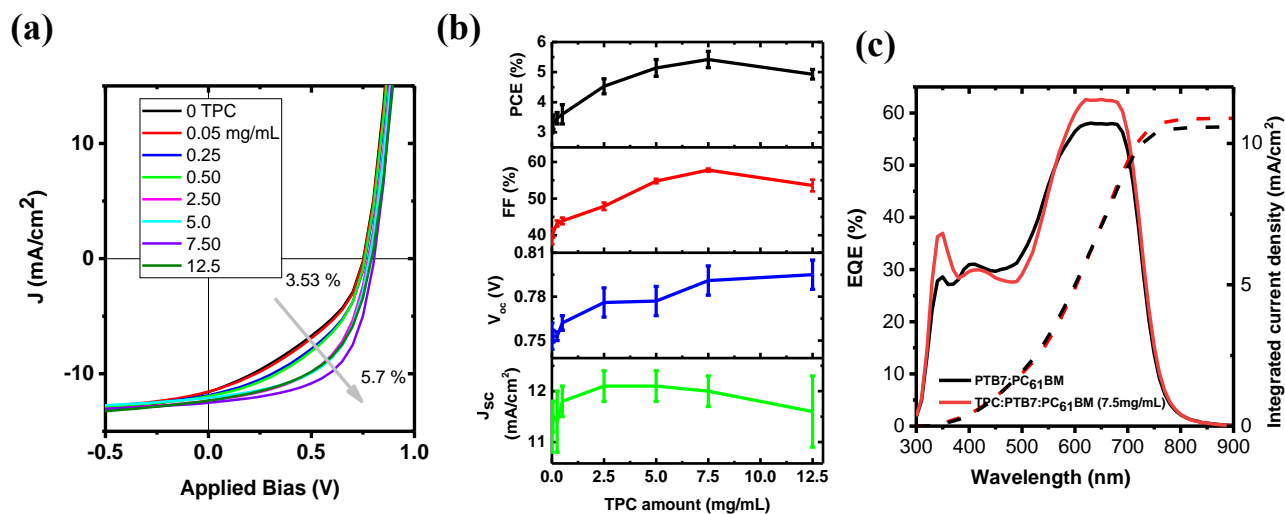 (a)
J (mA/cm²)
10
0
-10
0 TPC
0.05 mg/mL
0.25
0.50
2.50
5.0
7.50
12.5
3.53 %
5.7 %
-0.5 0.0 0.5 1.0
Applied Bias (V)
(b)
6
5
4
3
PCE (%)
60
50
40
FF (%)
0.81
0.78
0.75
Voc (V)
12
11
JSC
(mA/cm²)
0.0 2.5 5.0 7.5 10.0 12.5
TPC amount (mg/mL)
(c)
EQE (%)
60
50
40
30
20
10
0
PTB7:PC₆₁BM
TPC:PTB7:PC₆₁BM (7.5mg/mL)
10
5
0
Integrated current density (mA/cm²)
300 400 500 600 700 800 900
Wavelength (nm)